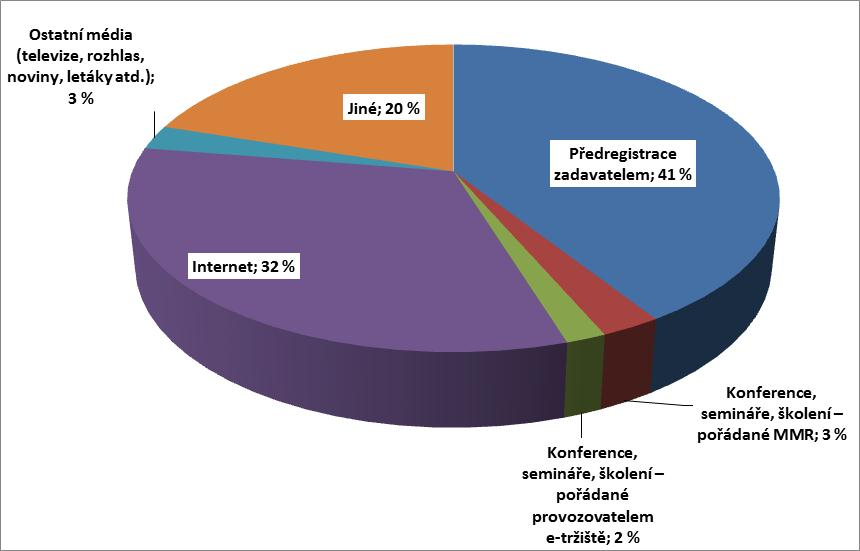 Ostatní média
(televize, rozhlas,
noviny, letáky atd.);
3 %
Jiné; 20 %
Předregistrace
zadavatelem; 41 %
Internet; 32 %
Konference,
semináře, školení –
pořádané MMR; 3 %
Konference,
semináře, školení –
pořádané
provozovatelem
e-tržiště; 2 %